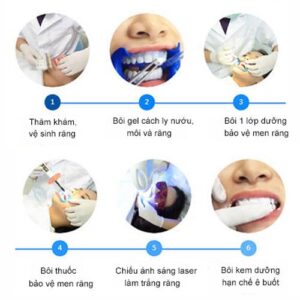 1
2
3
Thăm khám,
vệ sinh răng
Bôi gel cách ly nướu,
môi và răng
Bôi 1 lớp dưỡng
bảo vệ men răng
4
5
6
Bôi thuốc
bảo vệ men răng
Chiếu ánh sáng laser
làm trắng răng
Bôi kem dưỡng
hạn chế ê buốt